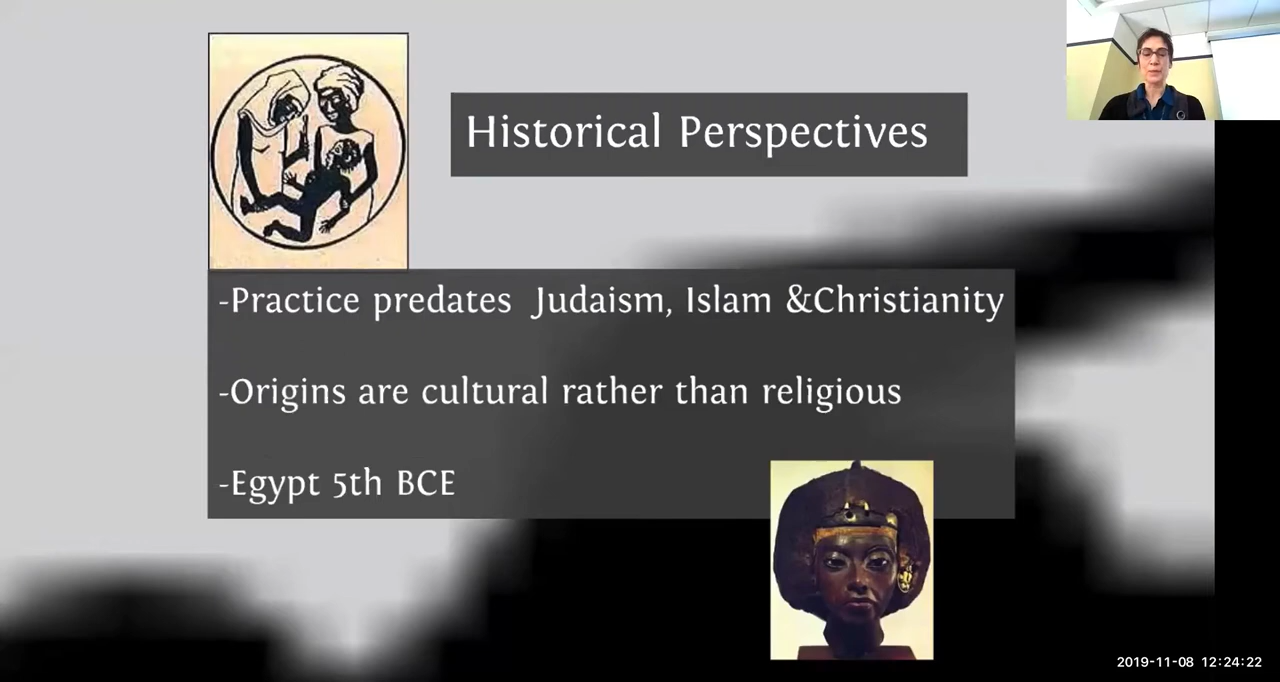 Historical Perspectives
-Practice predates Judaism, Islam &Christianity
-Origins are cultural rather than religious
-Egypt 5th BCE
2019-11-08 12:24:22